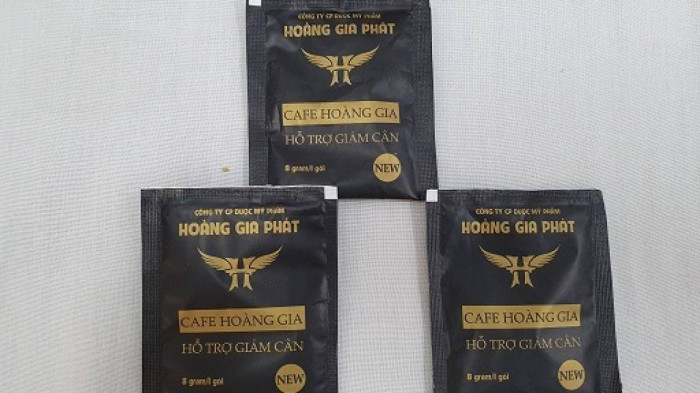 CÔNG TY CP DƯỢC MỸ PHẨM
HOÀNG GIA PHÁT
H
CAFE HOÀNG GIA
HỖ TRỢ GIẢM CÂN
8 gram/1 gói
NEW
CÔNG TY CP DƯỢC MỸ PHẨM
HOÀNG GIA PHÁT
H
CAFE HOÀNG GIA
HỖ TRỢ GIẢM CÂN
8 gram/1 gói
NEW
CÔNG TY CP DƯỢC MỸ PHẨM
HOÀNG GIA PHÁT
H
CAFE HOÀNG GIA
HỖ TRỢ GIẢM CÂN
8 gram/1 gói
NEW